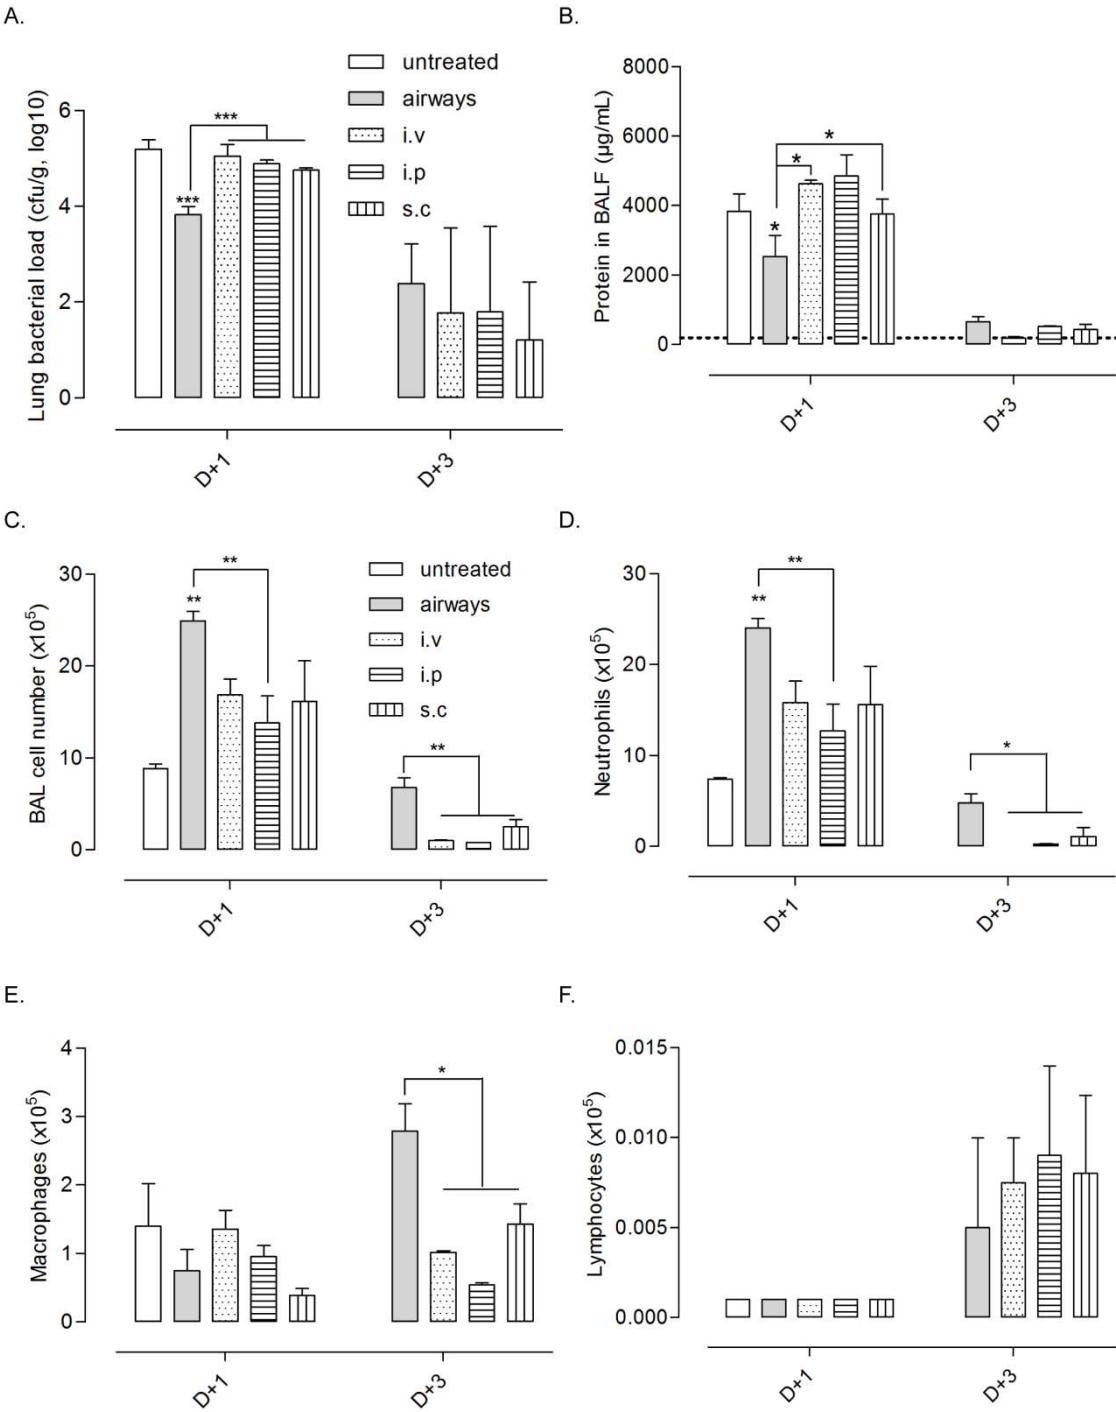 A.
Lung bacterial load (cfu/g, log10)
6
4
2
0
***
***
untreated
airways
i.v
i.p
s.c
D+1
D+3
B.
Protein in BALF (µg/mL)
8000
6000
4000
2000
0
*
*
*
D+1
D+3
C.
BAL cell number (x10⁵)
30
20
10
0
**
**
**
untreated
airways
i.v
i.p
s.c
D+1
D+3
D.
Neutrophils (x10⁵)
30
20
10
0
**
**
*
D+1
D+3
E.
Macrophages (x10⁵)
4
3
2
1
0
*
D+1
D+3
F.
Lymphocytes (x10⁵)
0.015
0.010
0.005
0.000
D+1
D+3